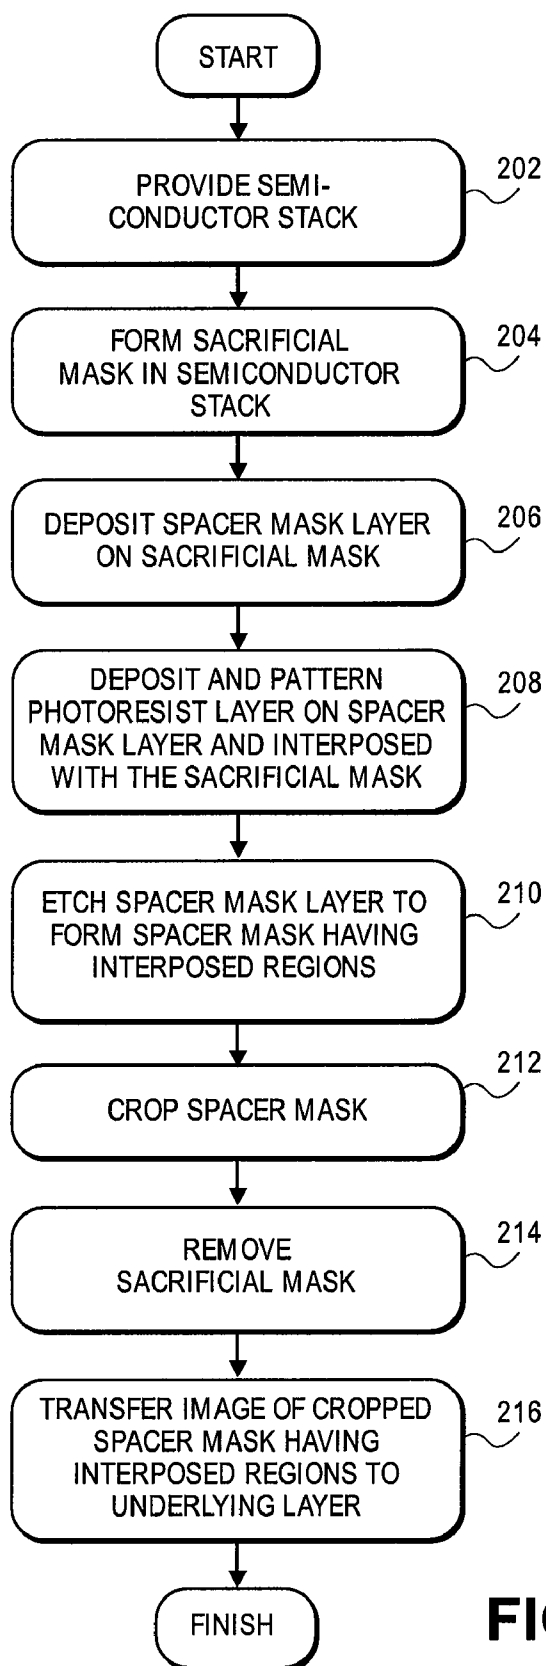 START
PROVIDE SEMI-
CONDUCTOR STACK
202
FORM SACRIFICIAL
MASK IN SEMICONDUCTOR
STACK
204
DEPOSIT SPACER MASK LAYER
ON SACRIFICIAL MASK
206
DEPOSIT AND PATTERN
PHOTORESIST LAYER ON SPACER
MASK LAYER AND INTERPOSED
WITH THE SACRIFICIAL MASK
208
ETCH SPACER MASK LAYER TO
FORM SPACER MASK HAVING
INTERPOSED REGIONS
210
CROP SPACER MASK
212
REMOVE
SACRIFICIAL MASK
214
TRANSFER IMAGE OF CROPPED
SPACER MASK HAVING
INTERPOSED REGIONS TO
UNDERLYING LAYER
216
FINISH